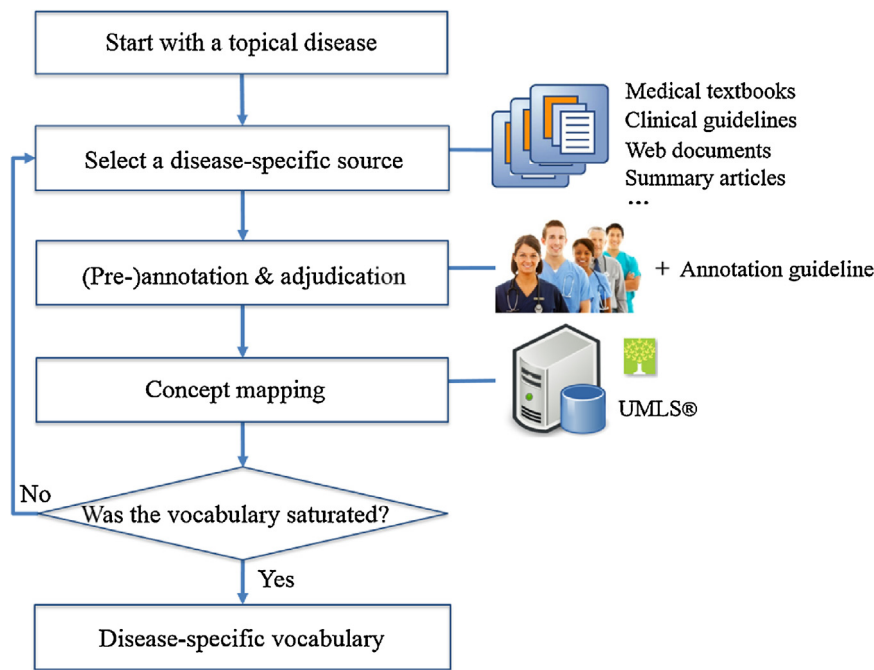 Start with a topical disease
Select a disease-specific source
Medical textbooks
Clinical guidelines
Web documents
Summary articles
...
(Pre-)annotation & adjudication
+ Annotation guideline
Concept mapping
UMLS®
No
Was the vocabulary saturated?
Yes
Disease-specific vocabulary